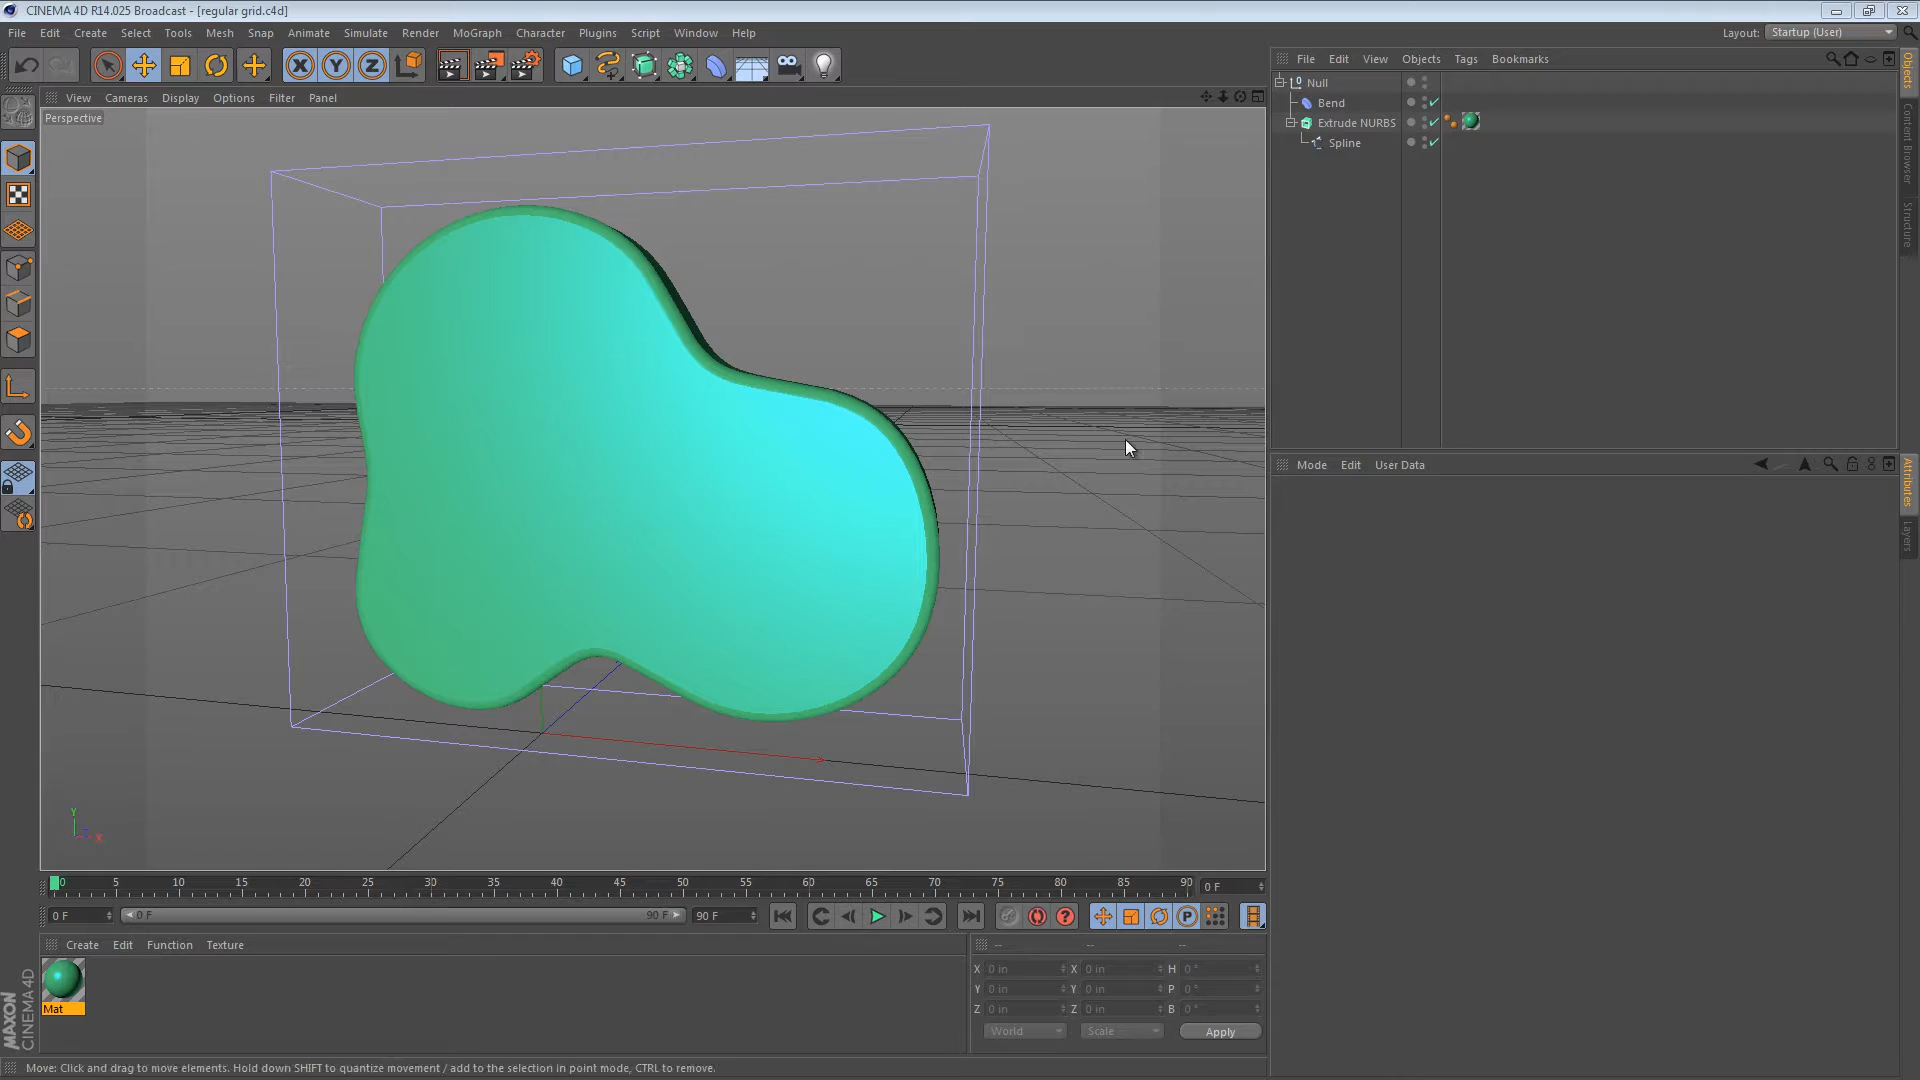 CINEMA 4D R14.025 Broadcast - [regular grid.c4d]
File Edit Create Select Tools Mesh Snap Animate Simulate Render Character MoGraph Plugins Script Window Help
Layout: Startup (User)
File Edit View Objects Tags Bookmarks
Null
Bend
Extrude NURBS
Spline
View Cameras Display Options Filter Panel
Perspective
Y
Z
X
Mode Edit User Data
Objects
Content Browser
Structure
Attributes
Layers
0 5 10 15 20 25 30 35 40 45 50 55 60 65 70 75 80 85 90
0 F
0 F
0 F
90 F
90 F
Create Edit Function Texture
Mat
-- -- --
X 0 in X 0 in H 0 °
Y 0 in Y 0 in P 0 °
Z 0 in Z 0 in B 0 °
World Scale Apply
MAXON
CINEMA 4D
Move: Click and drag to move elements. Hold down SHIFT to quantize movement / add to the selection in point mode, CTRL to remove.